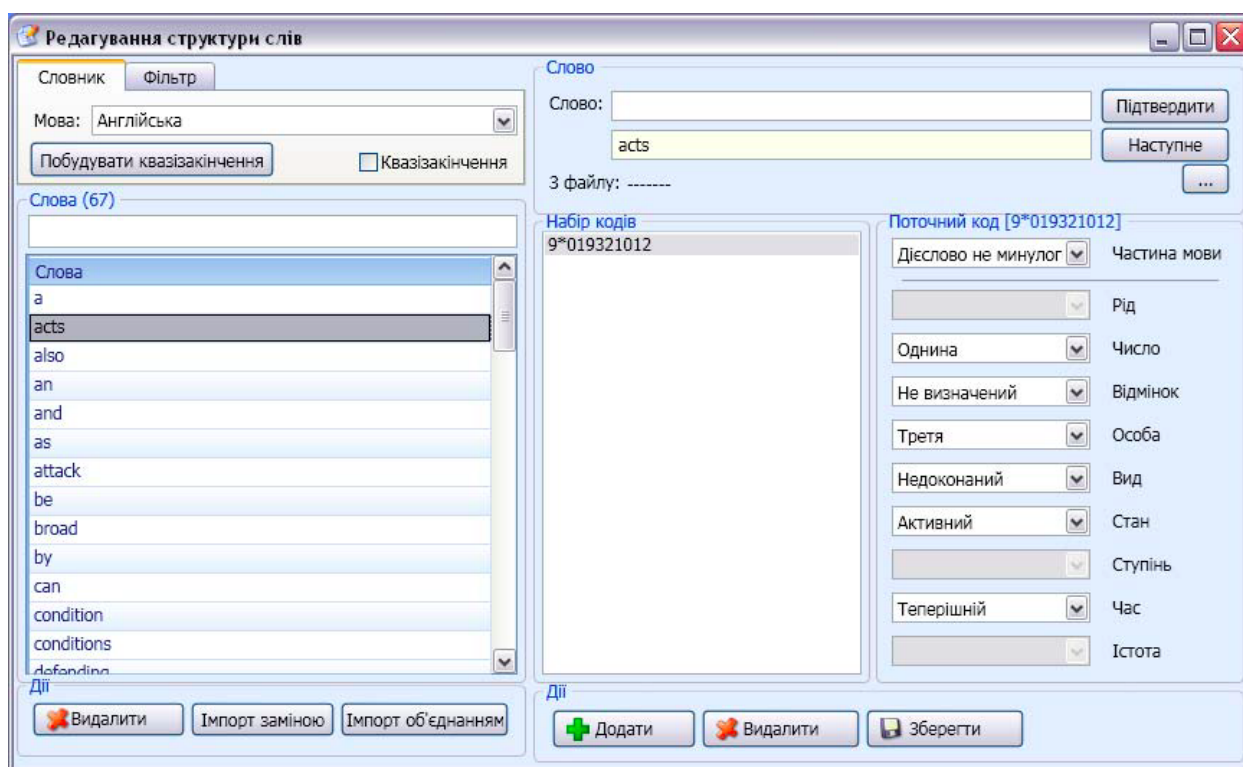 Редагування структури слів
Словник Фільтр
Мова: Англійська
Побудувати квазізакінчення Квазізакінчення
Слова (67)
Слова
a
acts
also
an
and
as
attack
be
broad
by
can
condition
conditions
defending
Дії
Видалити Імпорт заміною Імпорт об'єднанням
Слово
Слово: Підтвердити
acts Наступне
З файлу: ------- ...
Набір кодів
9*019321012
Поточний код [9*019321012]
Дієслово не минулог Частина мови
Рід
Однина Число
Не визначений Відмінок
Третя Особа
Недоконаний Вид
Активний Стан
Ступінь
Теперішній Час
Істота
Дії
Додати Видалити Зберегти